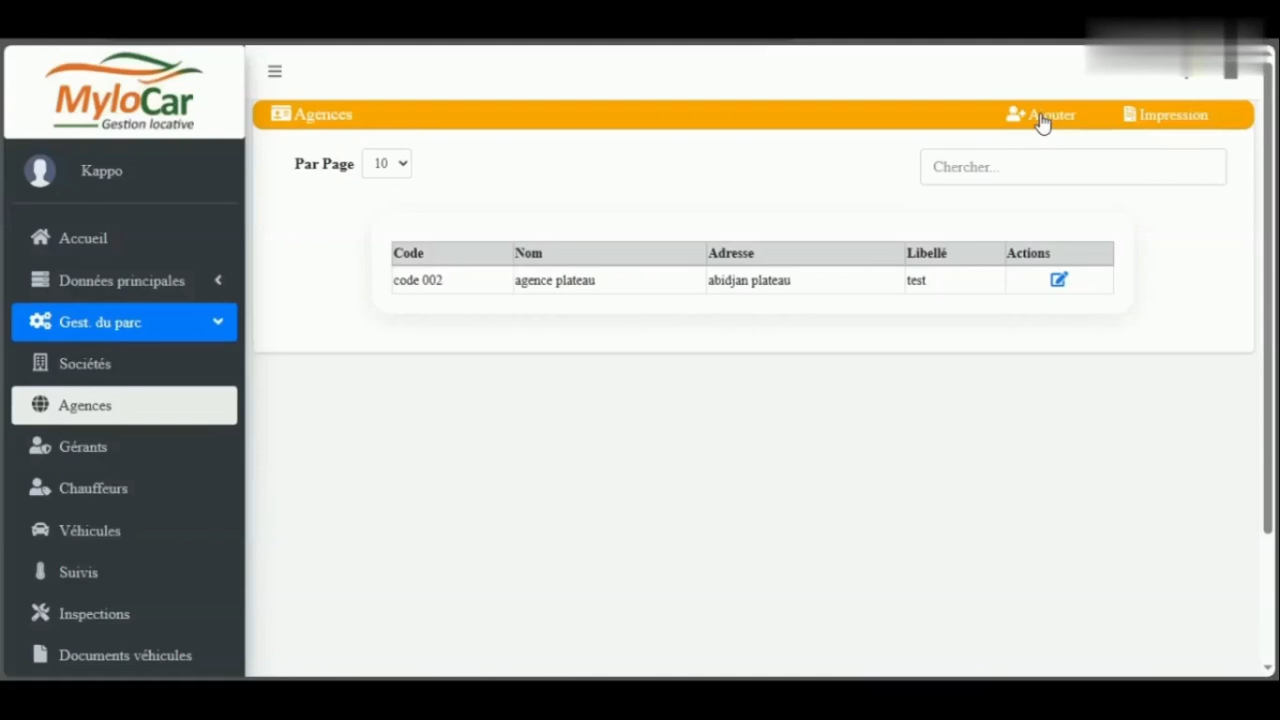 MyloCar
Gestion locative
Kappo
Accueil
Données principales
Gest. du parc
Sociétés
Agences
Gérants
Chauffeurs
Véhicules
Suivis
Inspections
Documents véhicules
Agences
Ajouter
Impression
Par Page 10
Chercher...
Code Nom Adresse Libellé Actions
code 002 agence plateau abidjan plateau test